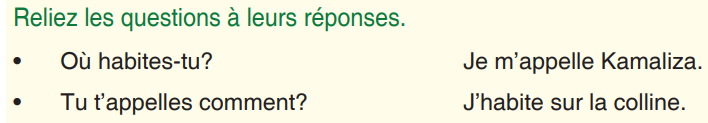 Reliez les questions à leurs réponses.
• Où habites-tu? Je m'appelle Kamaliza.
• Tu t'appelles comment? J'habite sur la colline.